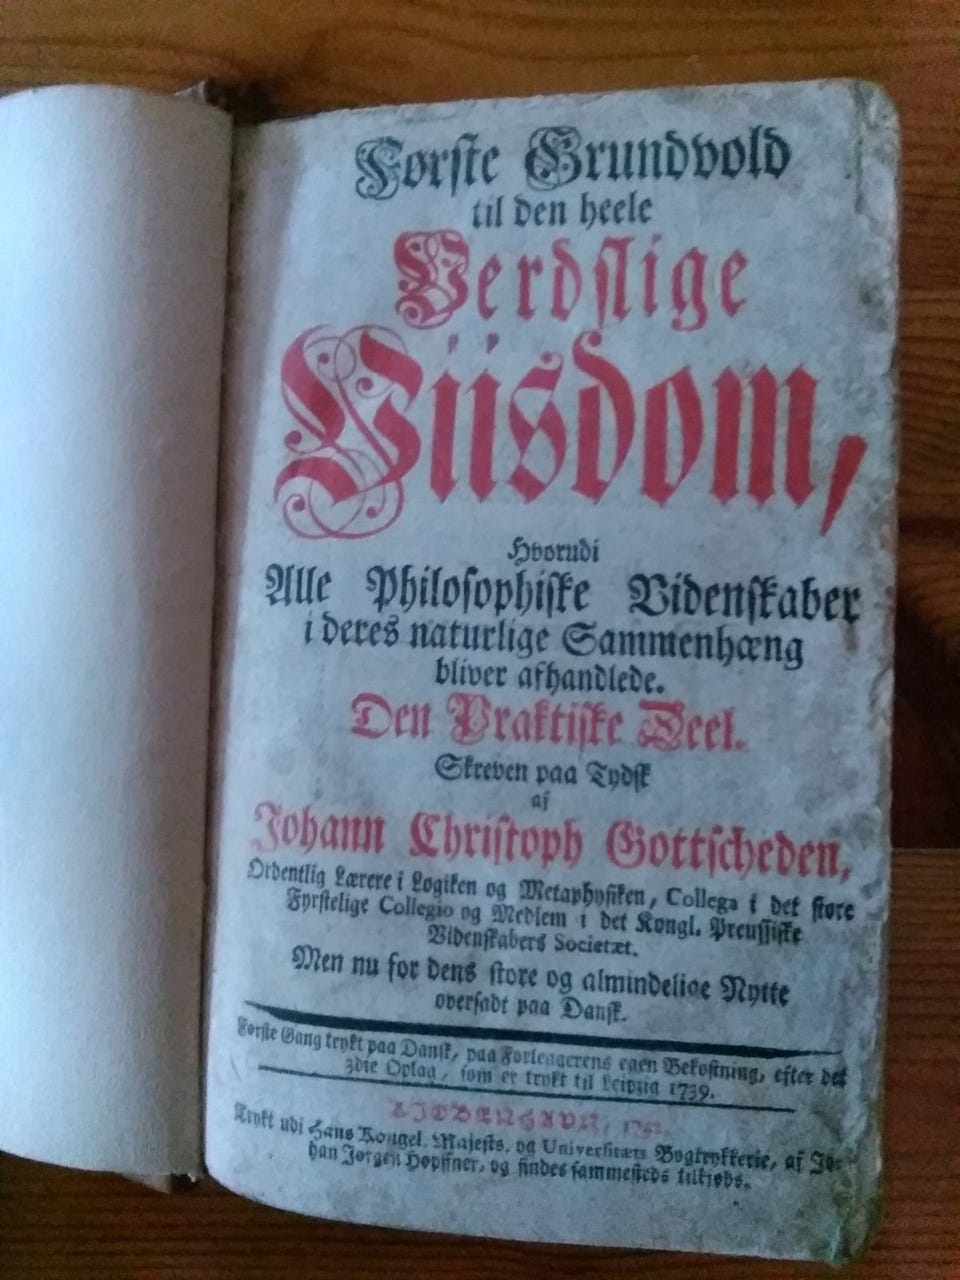 Første Grundvold
til den heele
Verdslige
Viisdom,
Hvorudi
Alle Philosophiske Videnskaber
i deres naturlige Sammenhæng
bliver afhandlede.
Den Praktiske Deel.
Skreven paa Tydsk
af
Johann Christoph Gottscheden,
Ordentlig Lærere i Logiken og Metaphysiken, Collega i det store
Fyrstelige Collegio og Medlem i det Kongl. Preussiske
Videnskabers Societæt.
Men nu for dens store og almindelige Nytte
oversadt paa Dansk.
Første Gang trykt paa Dansk, paa Forleggerens egen Bekostning, efter det
3die Oplag, som er trykt til Leipzig 1739.
KIØBENHAVN,
Trykt udi Hans Kongel. Majests. og Universitæts Bogtrykkerie, af Jo-
han Jørgen Høpffner, og findes sammesteds tilkiøbs.